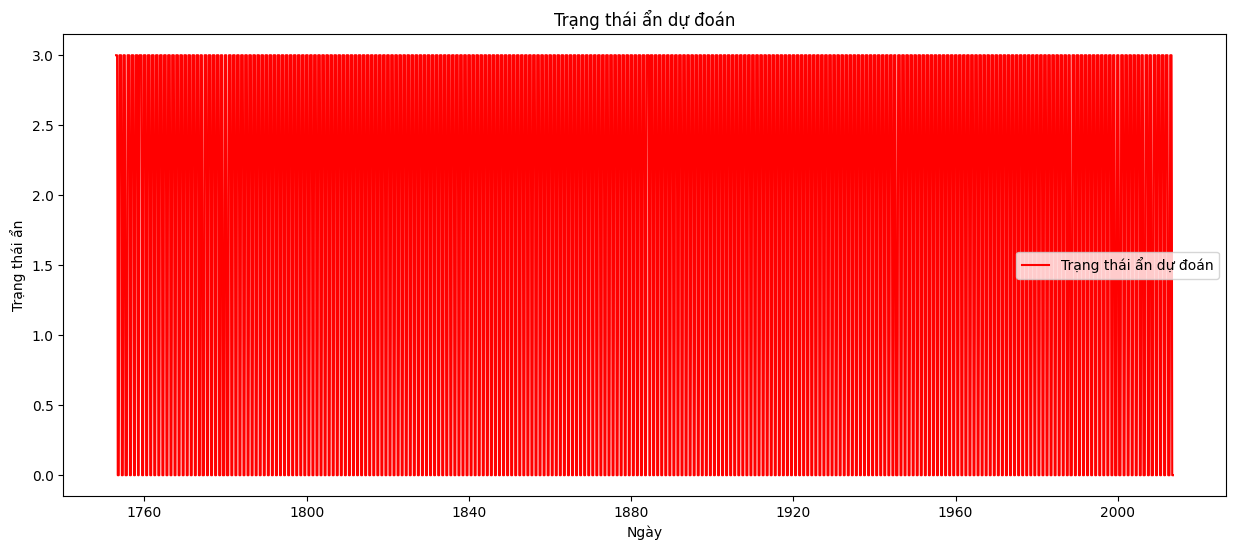 Trạng thái ẩn dự đoán
3.0
2.5
2.0
1.5
1.0
0.5
0.0
Trạng thái ẩn
Trạng thái ẩn dự đoán
1760 1800 1840 1880 1920 1960 2000
Ngày